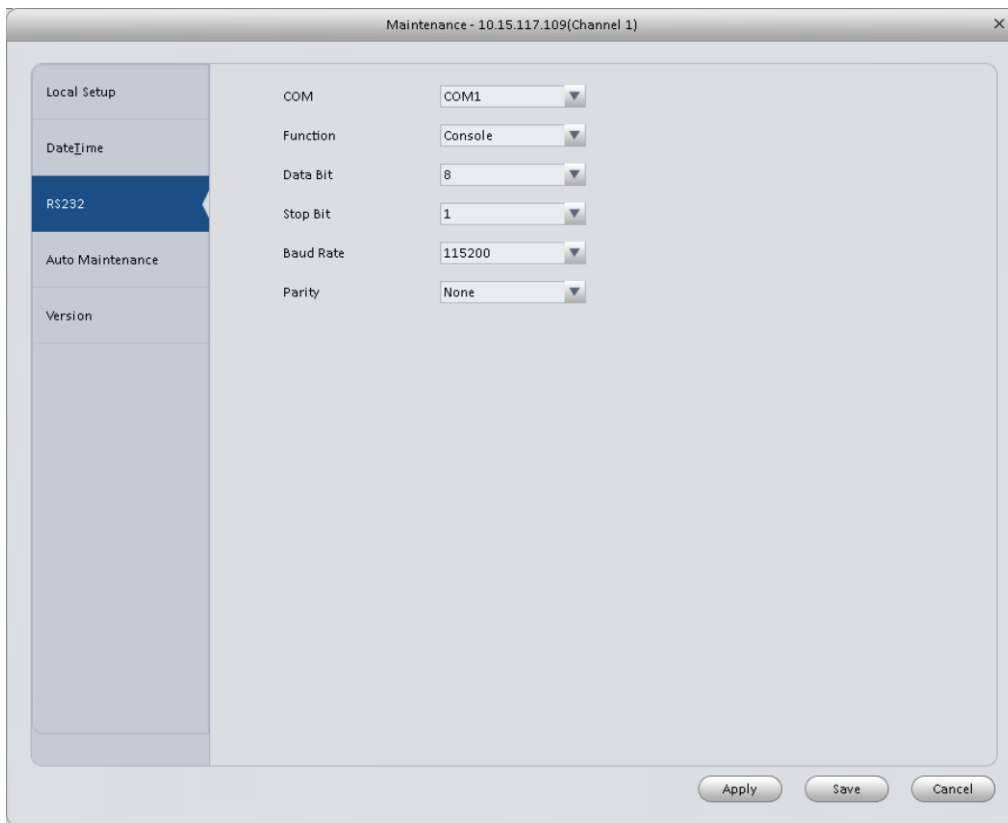 Maintenance - 10.15.117.109(Channel 1)
Local Setup
DateTime
RS232
Auto Maintenance
Version
COM COM1
Function Console
Data Bit 8
Stop Bit 1
Baud Rate 115200
Parity None
Apply Save Cancel